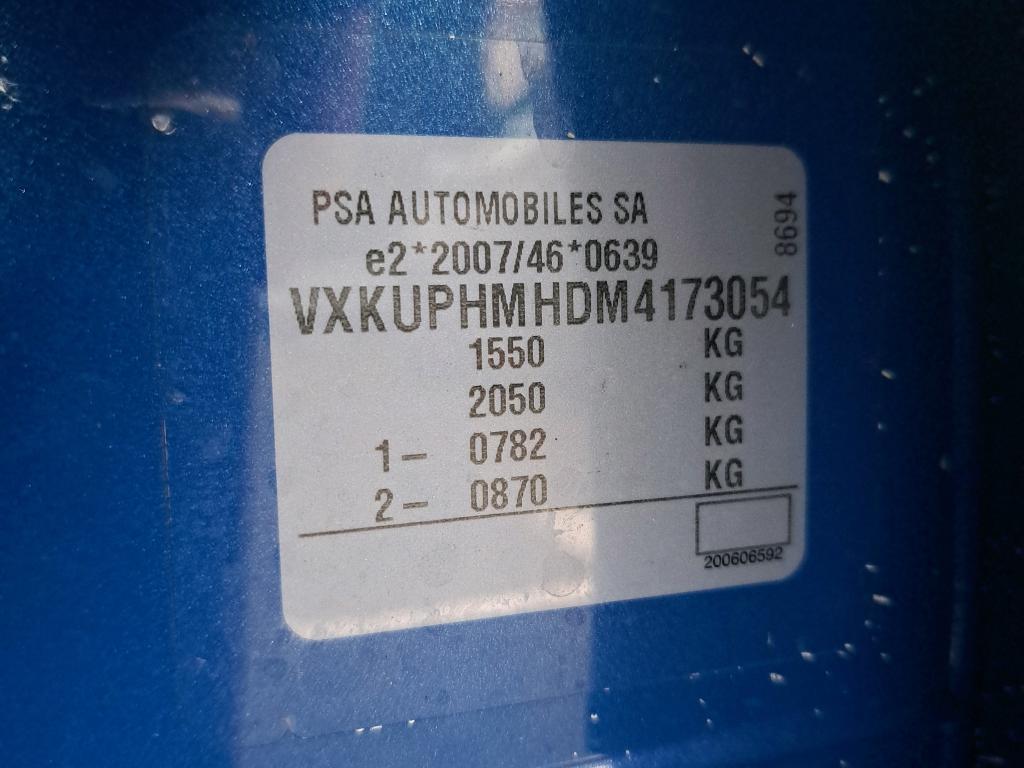 PSA AUTOMOBILES SA
8694
e2*2007/46*0639
VXKUPHMHDM4173054
1550 KG
2050 KG
1– 0782 KG
2– 0870 KG
200606592